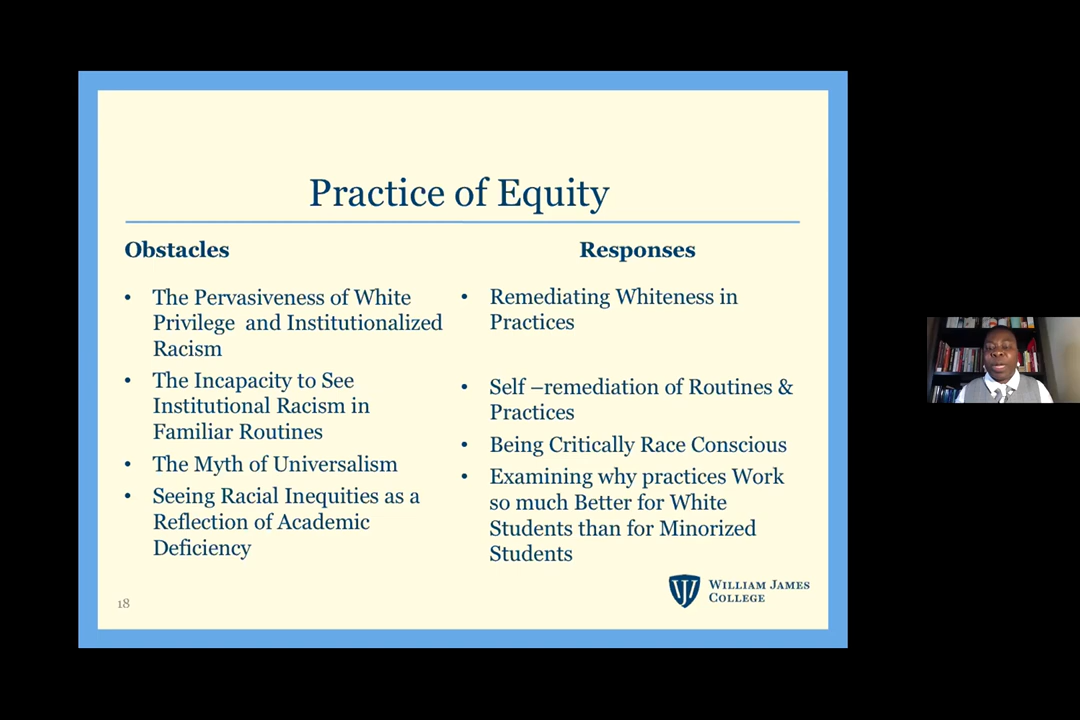 Practice of Equity
Obstacles
• The Pervasiveness of White
Privilege  and Institutionalized
Racism
• The Incapacity to See
Institutional Racism in
Familiar Routines
• The Myth of Universalism
• Seeing Racial Inequities as a
Reflection of Academic
Deficiency
Responses
• Remediating Whiteness in
Practices
• Self –remediation of Routines &
Practices
• Being Critically Race Conscious
• Examining why practices Work
so much Better for White
Students than for Minorized
Students
18
WILLIAM JAMES
COLLEGE